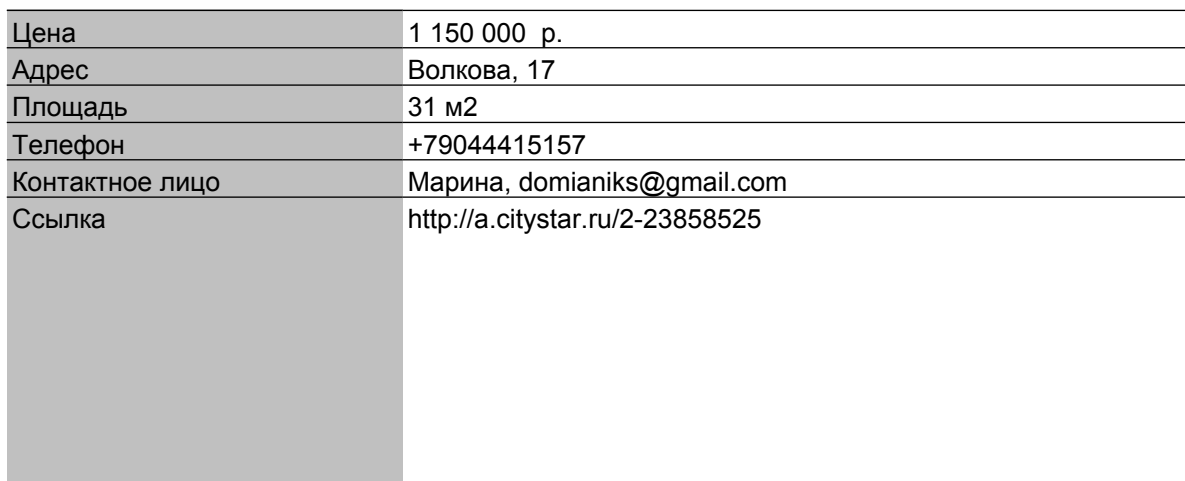 Цена 1 150 000 р.
Адрес Волкова, 17
Площадь 31 м2
Телефон +79044415157
Контактное лицо Марина, domianiks@gmail.com
Ссылка http://a.citystar.ru/2-23858525